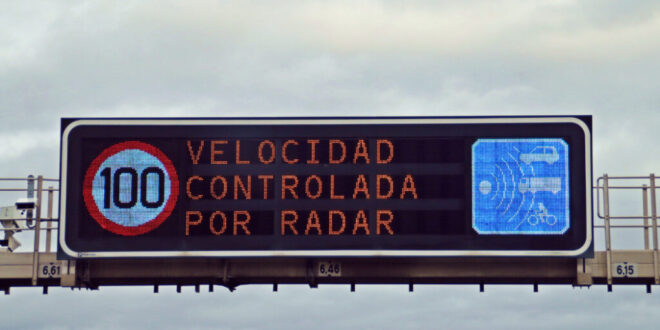 100
VELOCIDAD
CONTROLADA
POR RADAR
6,61
6,46
6,15